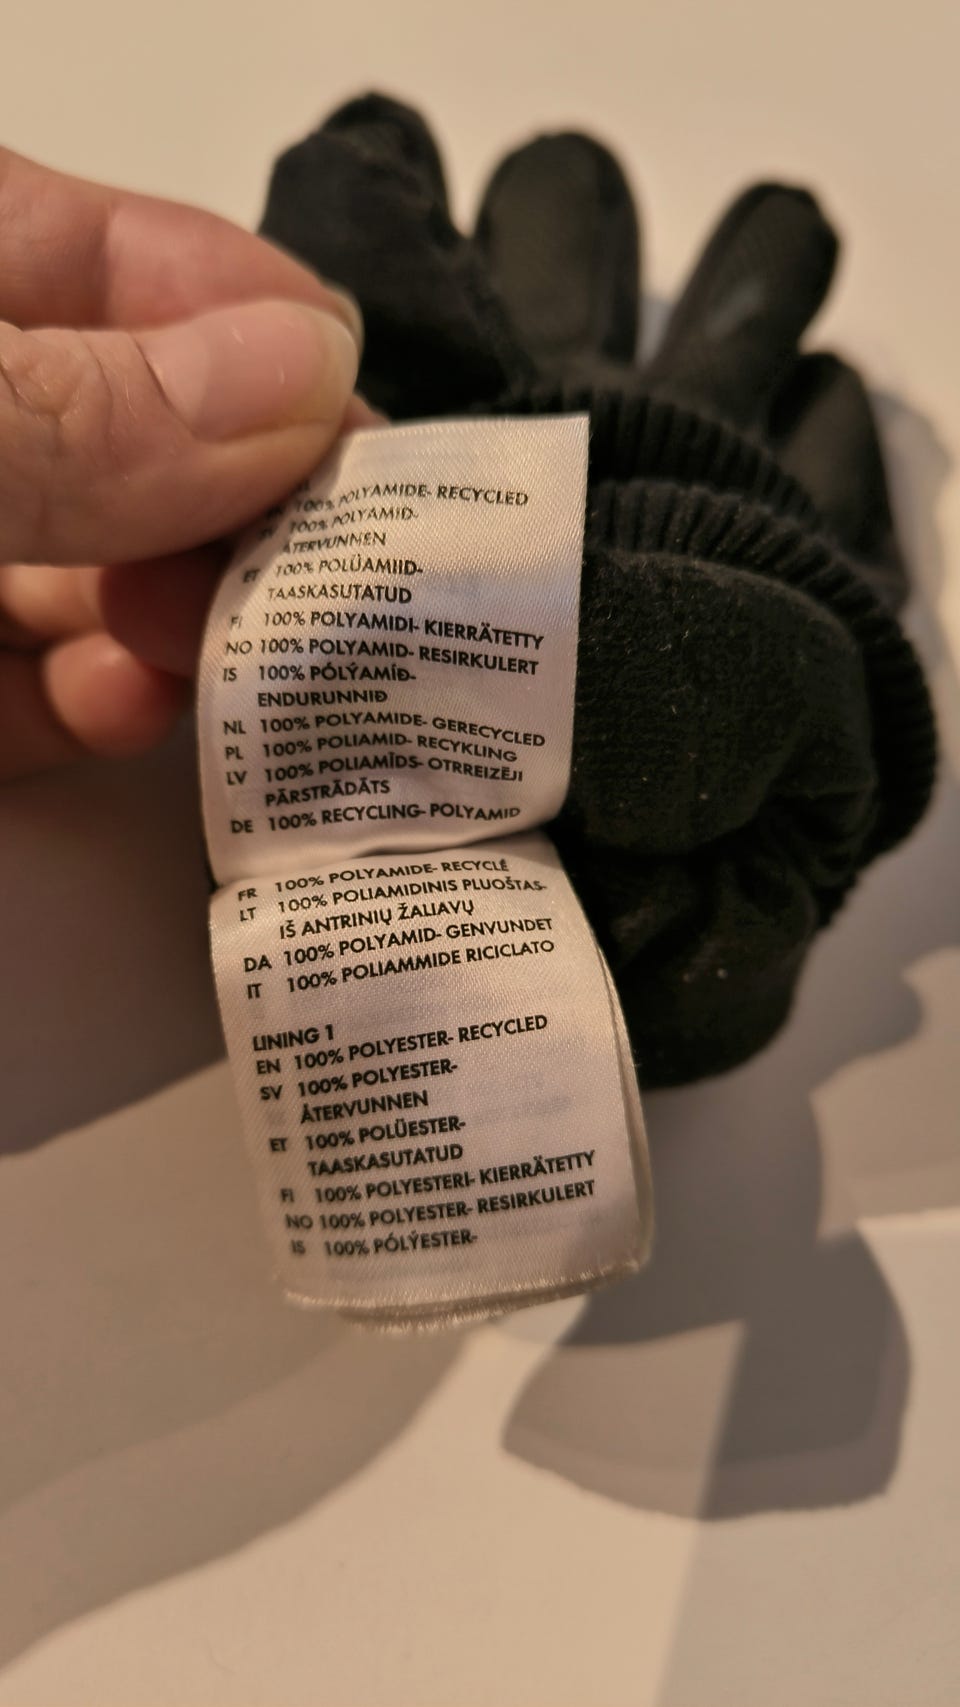 100% POLYAMIDE- RECYCLED
100% POLYAMID-
ÅTERVUNNEN
ET 100% POLÜAMIID-
TAASKASUTATUD
FI 100% POLYAMIDI- KIERRÄTETTY
NO 100% POLYAMID- RESIRKULERT
IS 100% PÓLÝAMÍÐ-
ENDURUNNIÐ
NL 100% POLYAMIDE- GERECYCLED
PL 100% POLIAMID- RECYKLING
LV 100% POLIAMĪDS- OTRREIZĒJI
PĀRSTRĀDĀTS
DE 100% RECYCLING- POLYAMID
FR 100% POLYAMIDE- RECYCLÉ
LT 100% POLIAMIDINIS PLUOŠTAS-
IŠ ANTRINIŲ ŽALIAVŲ
DA 100% POLYAMID- GENVUNDET
IT 100% POLIAMMIDE RICICLATO
LINING 1
EN 100% POLYESTER- RECYCLED
SV 100% POLYESTER-
ÅTERVUNNEN
ET 100% POLÜESTER-
TAASKASUTATUD
FI 100% POLYESTERI- KIERRÄTETTY
NO 100% POLYESTER- RESIRKULERT
IS 100% PÓLÝESTER-